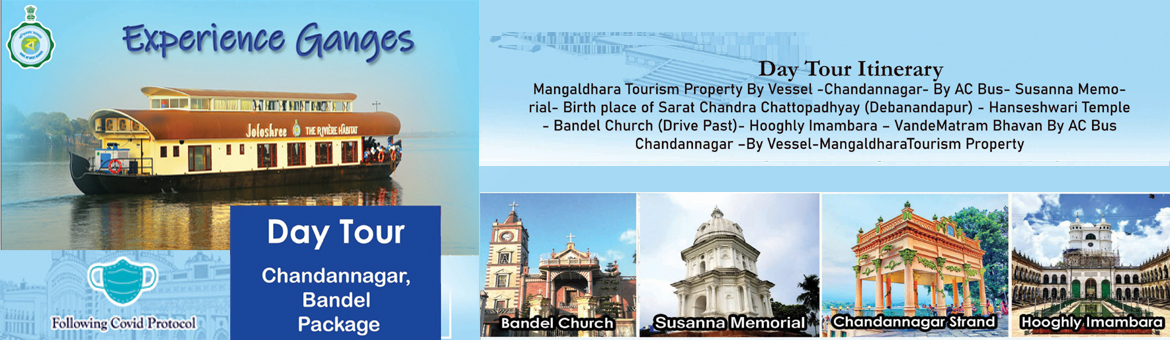 Experience Ganges
Joloshree THE RIVIÈRE HABITAT
Day Tour
Chandannagar,
Bandel
Package
Following Covid Protocol
Day Tour Itinerary
Mangaldhara Tourism Property By Vessel -Chandannagar- By AC Bus- Susanna Memo-
rial- Birth place of Sarat Chandra Chattopadhyay (Debanandapur) - Hanseshwari Temple
- Bandel Church (Drive Past)- Hooghly Imambara – VandeMatram Bhavan By AC Bus
Chandannagar –By Vessel-MangaldharaTourism Property
Bandel Church
Susanna Memorial
Chandannagar Strand
Hooghly Imambara